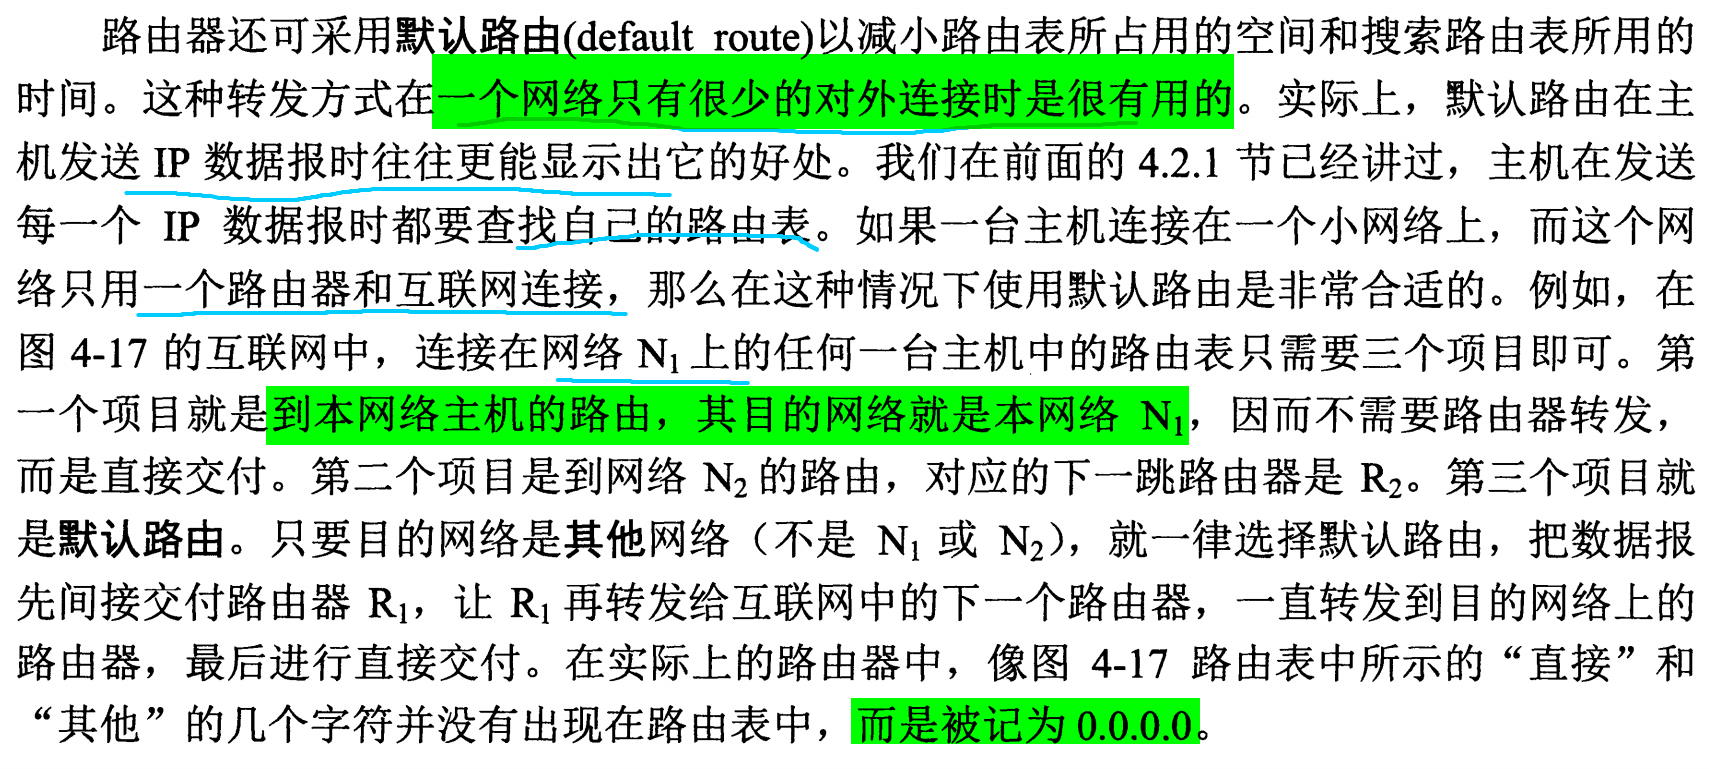 路由器还可采用默认路由(default route)以减小路由表所占用的空间和搜索路由表所用的
时间。这种转发方式在一个网络只有很少的对外连接时是很有用的。实际上，默认路由在主
机发送 IP 数据报时往往更能显示出它的好处。我们在前面的 4.2.1 节已经讲过，主机在发送
每一个 IP 数据报时都要查找自己的路由表。如果一台主机连接在一个小网络上，而这个网
络只用一个路由器和互联网连接，那么在这种情况下使用默认路由是非常合适的。例如，在
图 4-17 的互联网中，连接在网络 N₁上的任何一台主机中的路由表只需要三个项目即可。第
一个项目就是到本网络主机的路由，其目的网络就是本网络 N₁，因而不需要路由器转发，
而是直接交付。第二个项目是到网络 N₂的路由，对应的下一跳路由器是 R₂。第三个项目就
是默认路由。只要目的网络是其他网络（不是 N₁ 或 N₂），就一律选择默认路由，把数据报
先间接交付路由器 R₁，让 R₁ 再转发给互联网中的下一个路由器，一直转发到目的网络上的
路由器，最后进行直接交付。在实际上的路由器中，像图 4-17 路由表中所示的“直接”和
“其他”的几个字符并没有出现在路由表中，而是被记为 0.0.0.0。